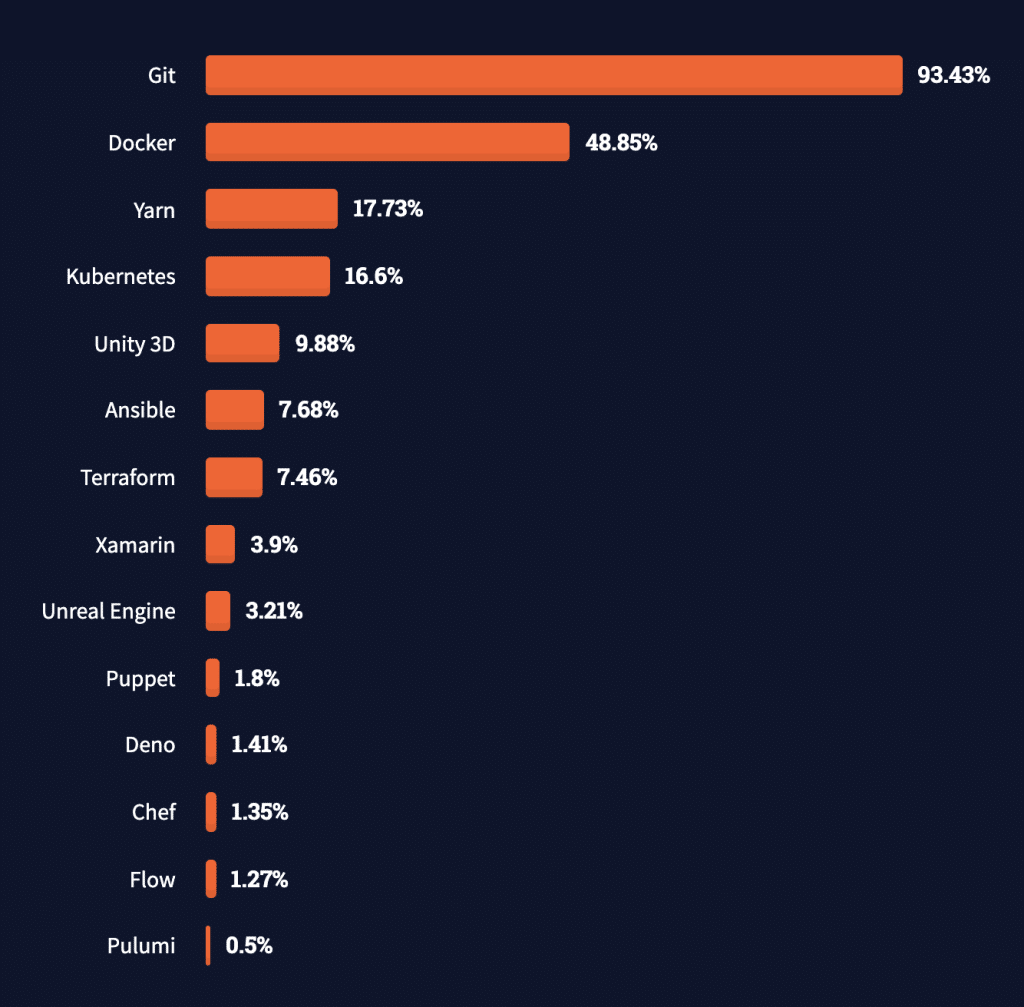 Git 93.43%
Docker 48.85%
Yarn 17.73%
Kubernetes 16.6%
Unity 3D 9.88%
Ansible 7.68%
Terraform 7.46%
Xamarin 3.9%
Unreal Engine 3.21%
Puppet 1.8%
Deno 1.41%
Chef 1.35%
Flow 1.27%
Pulumi 0.5%